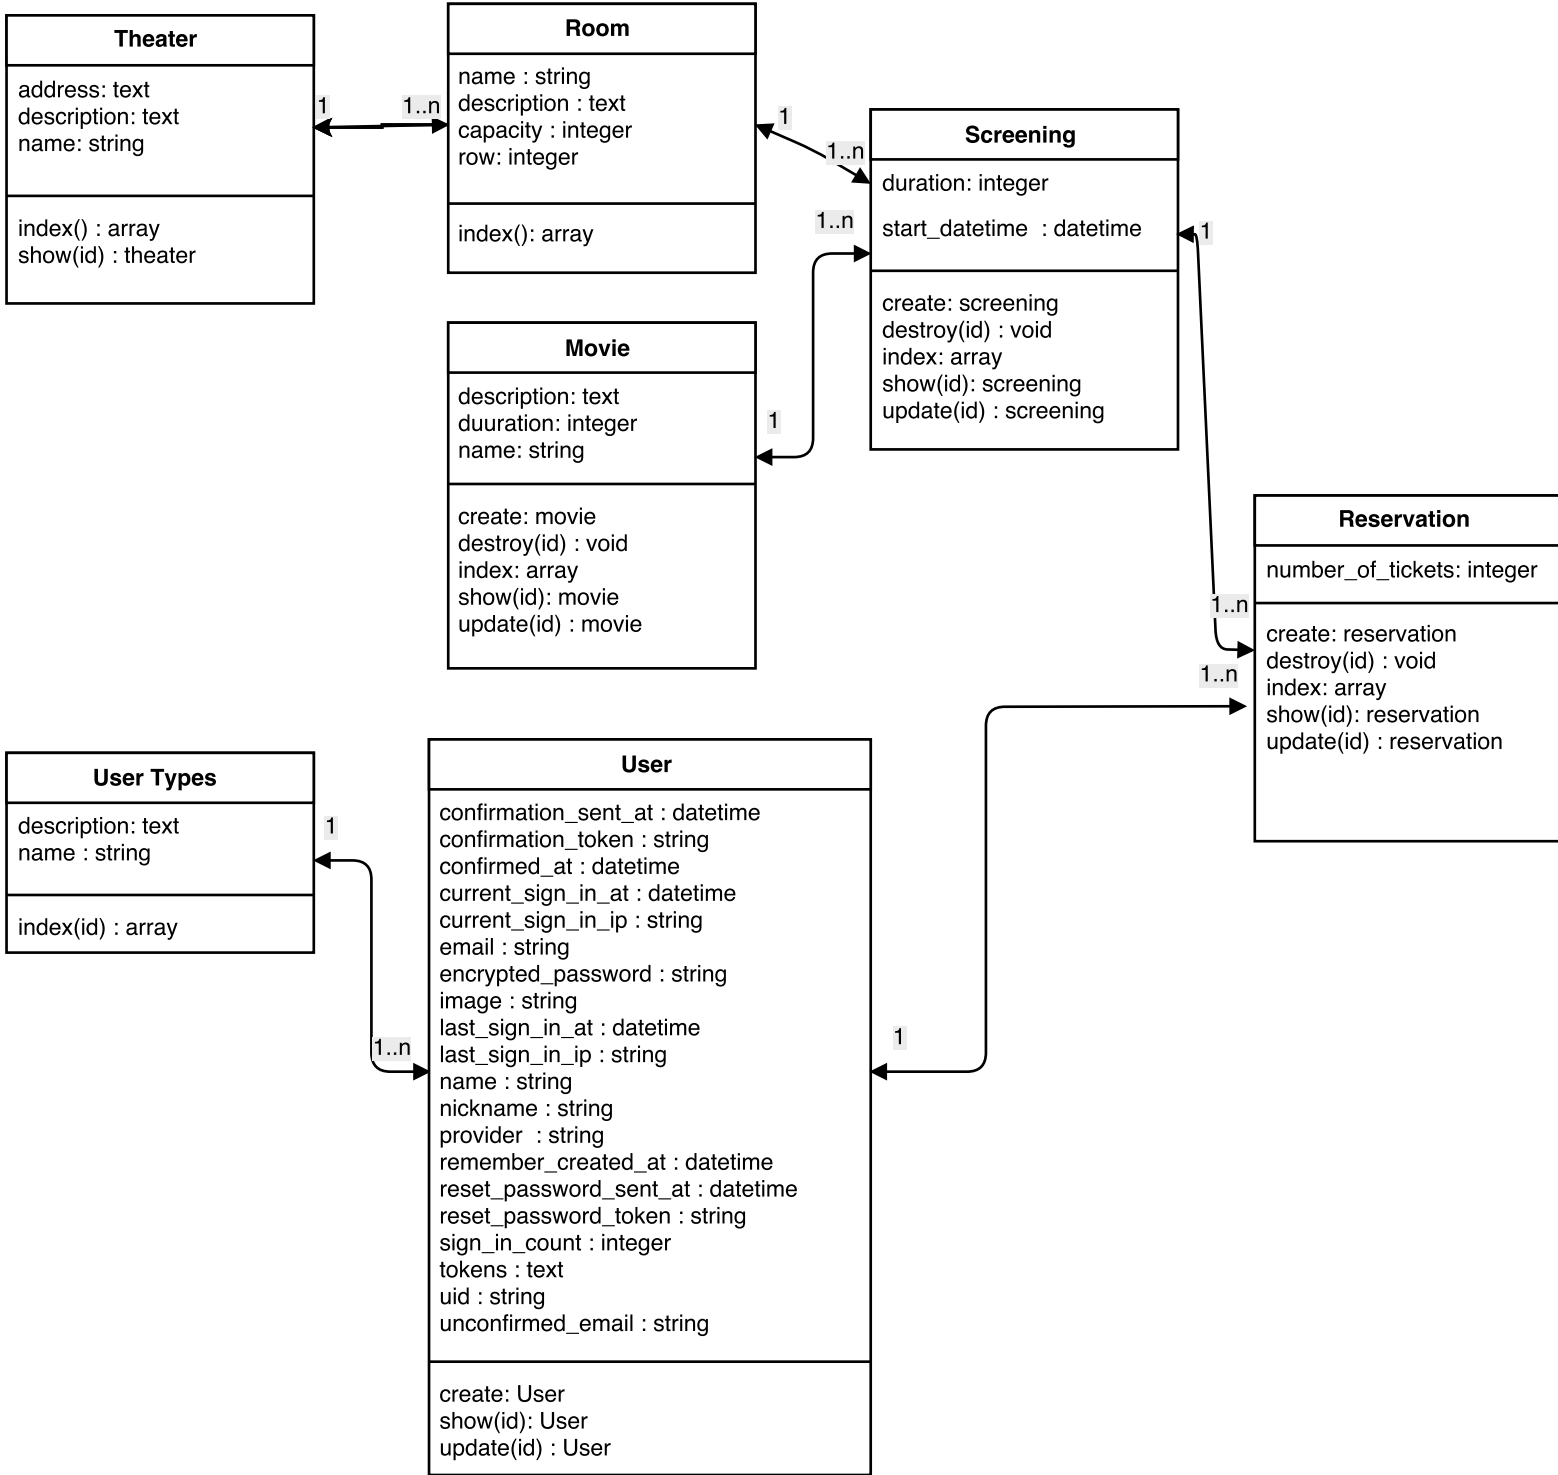 Theater
address: text
description: text
name: string
index() : array
show(id) : theater
1
1..n
Room
name : string
description : text
capacity : integer
row: integer
index(): array
1
1..n
Screening
duration: integer
start_datetime : datetime
create: screening
destroy(id) : void
index: array
show(id): screening
update(id) : screening
1..n
1
Movie
description: text
duuration: integer
name: string
create: movie
destroy(id) : void
index: array
show(id): movie
update(id) : movie
1
1..n
Reservation
number_of_tickets: integer
create: reservation
destroy(id) : void
index: array
show(id): reservation
update(id) : reservation
1..n
1
User Types
description: text
name : string
index(id) : array
1
1..n
User
confirmation_sent_at : datetime
confirmation_token : string
confirmed_at : datetime
current_sign_in_at : datetime
current_sign_in_ip : string
email : string
encrypted_password : string
image : string
last_sign_in_at : datetime
last_sign_in_ip : string
name : string
nickname : string
provider : string
remember_created_at : datetime
reset_password_sent_at : datetime
reset_password_token : string
sign_in_count : integer
tokens : text
uid : string
unconfirmed_email : string
create: User
show(id): User
update(id) : User